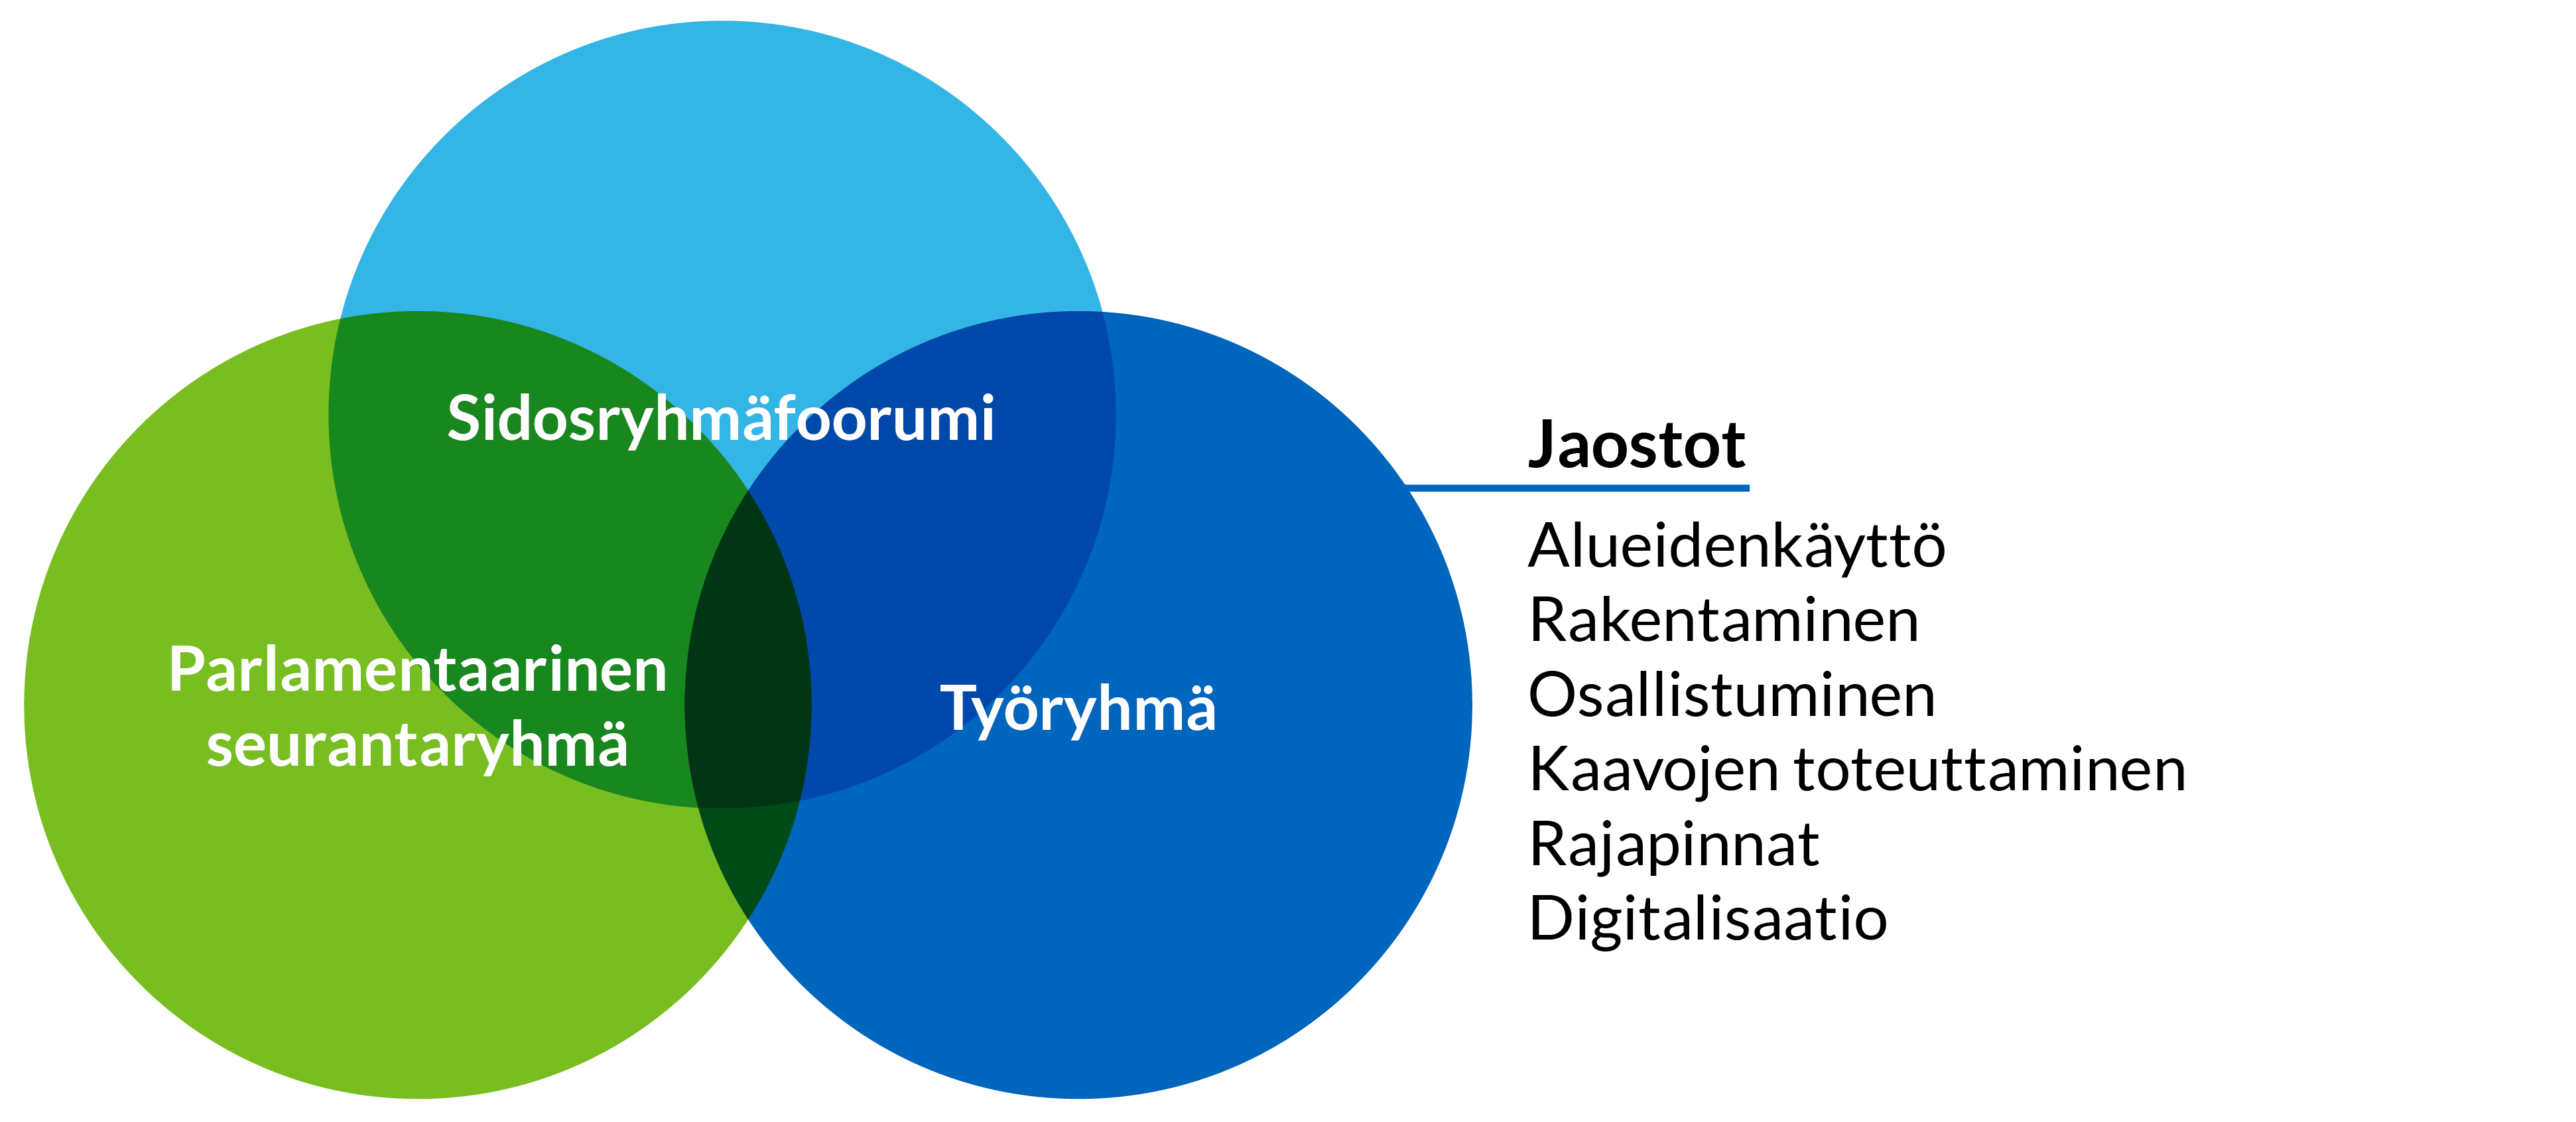 Sidosryhmäfoorumi
Parlamentaarinen
seurantaryhmä
Työryhmä
Jaostot
Alueidenkäyttö
Rakentaminen
Osallistuminen
Kaavojen toteuttaminen
Rajapinnat
Digitalisaatio